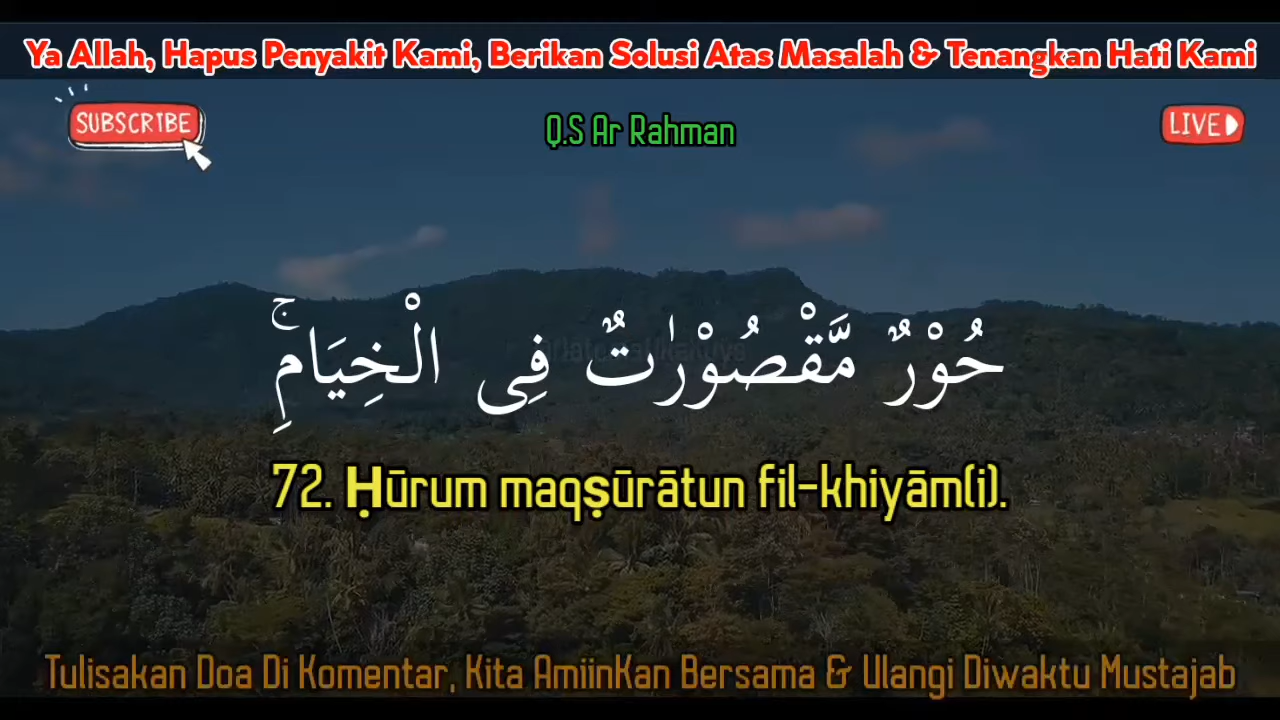 Ya Allah, Hapus Penyakit Kami, Berikan Solusi Atas Masalah & Tenangkan Hati Kami
SUBSCRIBE
Q.S Ar Rahman
LIVE
حُوْرٌ مَّقْصُوْرٰتٌ فِى الْخِيَامِۚ
72. Ḥūrum maqṣūrātun fil-khiyām(i).
Tulisakan Doa Di Komentar, Kita AmiinKan Bersama & Ulangi Diwaktu Mustajab